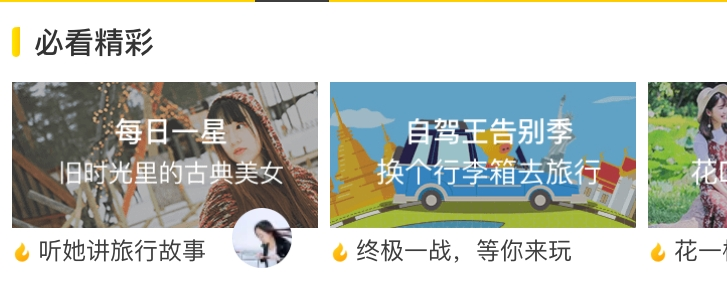 必看精彩
每日一星
旧时光里的古典美女
听她讲旅行故事
自驾王告别季
换个行李箱去旅行
终极一战，等你来玩
花
花一